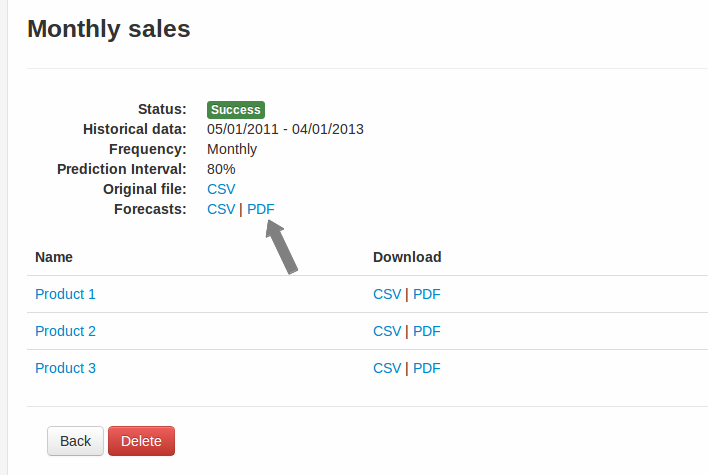 Monthly sales
Status: Success
Historical data: 05/01/2011 - 04/01/2013
Frequency: Monthly
Prediction Interval: 80%
Original file: CSV
Forecasts: CSV | PDF
Name Download
Product 1 CSV | PDF
Product 2 CSV | PDF
Product 3 CSV | PDF
Back Delete